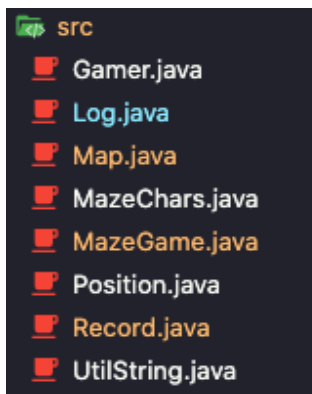 src
Gamer.java
Log.java
Map.java
MazeChars.java
MazeGame.java
Position.java
Record.java
UtilString.java